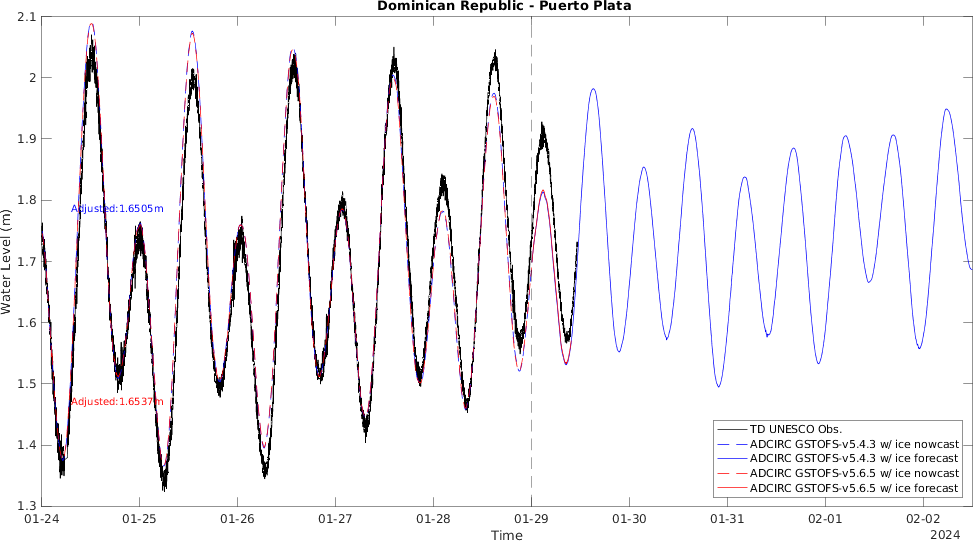 Dominican Republic - Puerto Plata
2.1
2
1.9
1.8
1.7
1.6
1.5
1.4
1.3
Water Level (m)
Adjusted:1.6505m
Adjusted:1.6537m
TD UNESCO Obs.
ADCIRC GSTOFS-v5.4.3 w/ ice nowcast
ADCIRC GSTOFS-v5.4.3 w/ ice forecast
ADCIRC GSTOFS-v5.6.5 w/ ice nowcast
ADCIRC GSTOFS-v5.6.5 w/ ice forecast
01-24 01-25 01-26 01-27 01-28 01-29 01-30 01-31 02-01 02-02
Time
2024